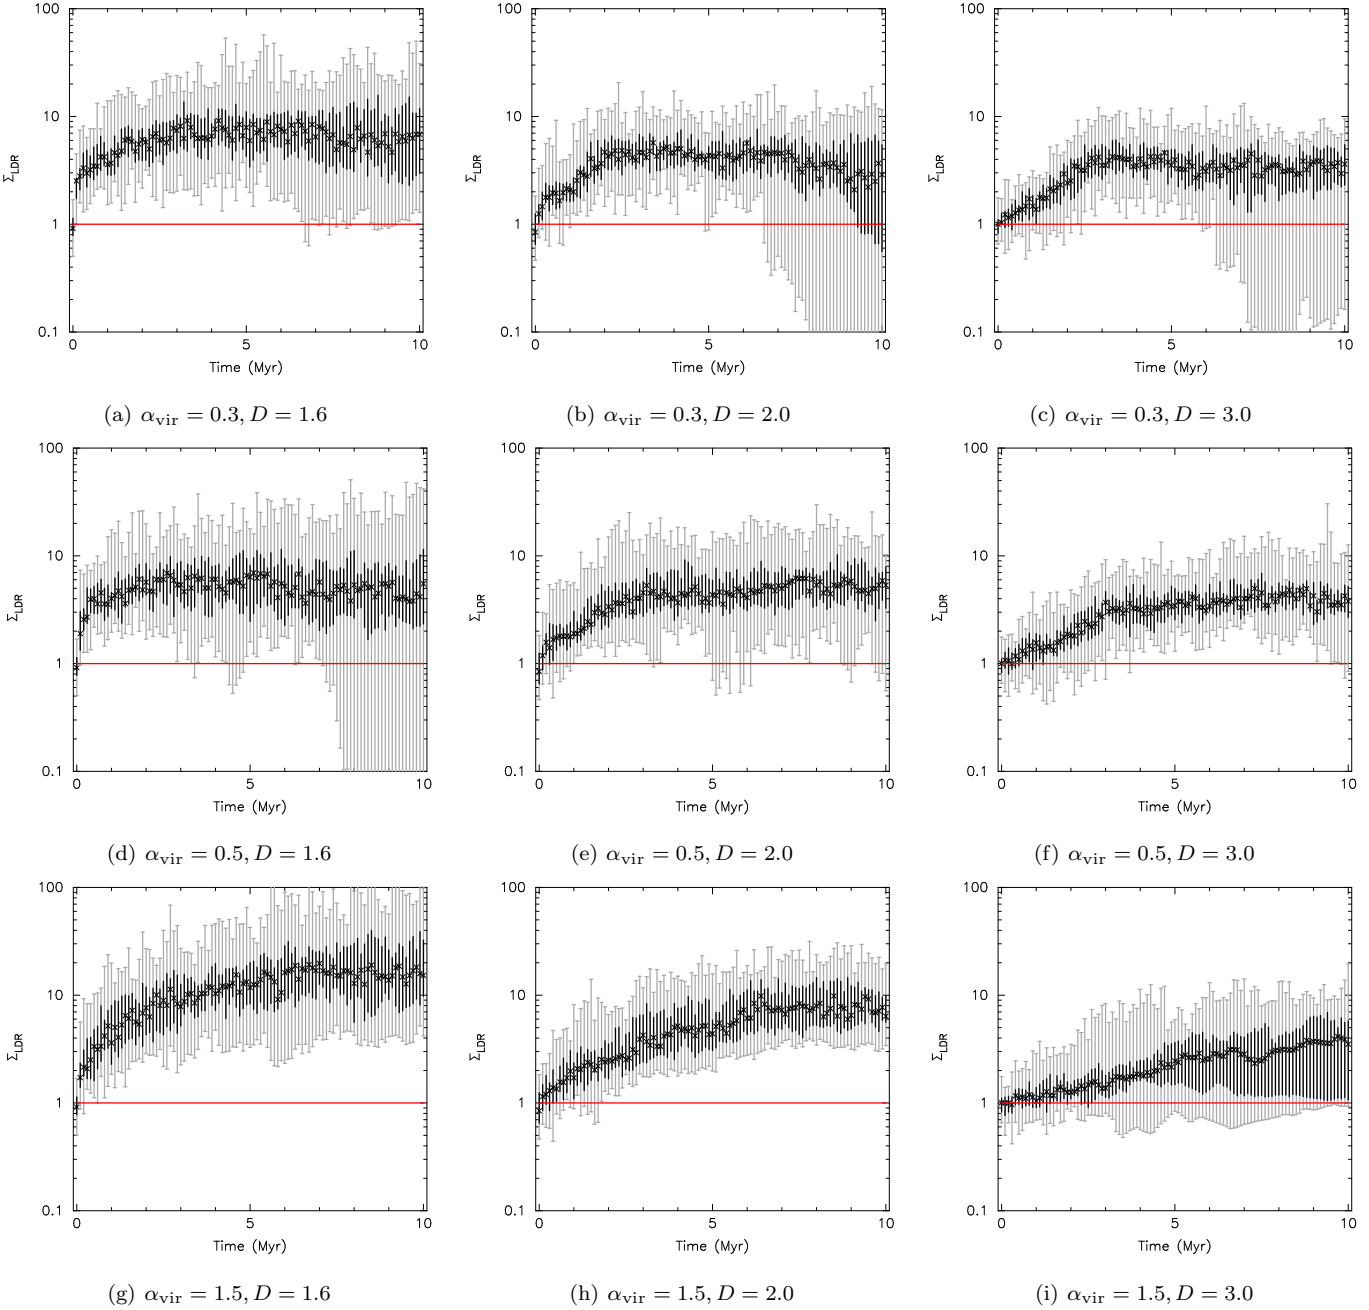 100 100 100
10 10 10
Σ_LDR Σ_LDR Σ_LDR
1 1 1
0.1 0.1 0.1
0 5 10 0 5 10 0 5 10
Time (Myr) Time (Myr) Time (Myr)
(a) α_vir = 0.3, D = 1.6 (b) α_vir = 0.3, D = 2.0 (c) α_vir = 0.3, D = 3.0
100 100 100
10 10 10
Σ_LDR Σ_LDR Σ_LDR
1 1 1
0.1 0.1 0.1
0 5 10 0 5 10 0 5 10
Time (Myr) Time (Myr) Time (Myr)
(d) α_vir = 0.5, D = 1.6 (e) α_vir = 0.5, D = 2.0 (f) α_vir = 0.5, D = 3.0
100 100 100
10 10 10
Σ_LDR Σ_LDR Σ_LDR
1 1 1
0.1 0.1 0.1
0 5 10 0 5 10 0 5 10
Time (Myr) Time (Myr) Time (Myr)
(g) α_vir = 1.5, D = 1.6 (h) α_vir = 1.5, D = 2.0 (i) α_vir = 1.5, D = 3.0